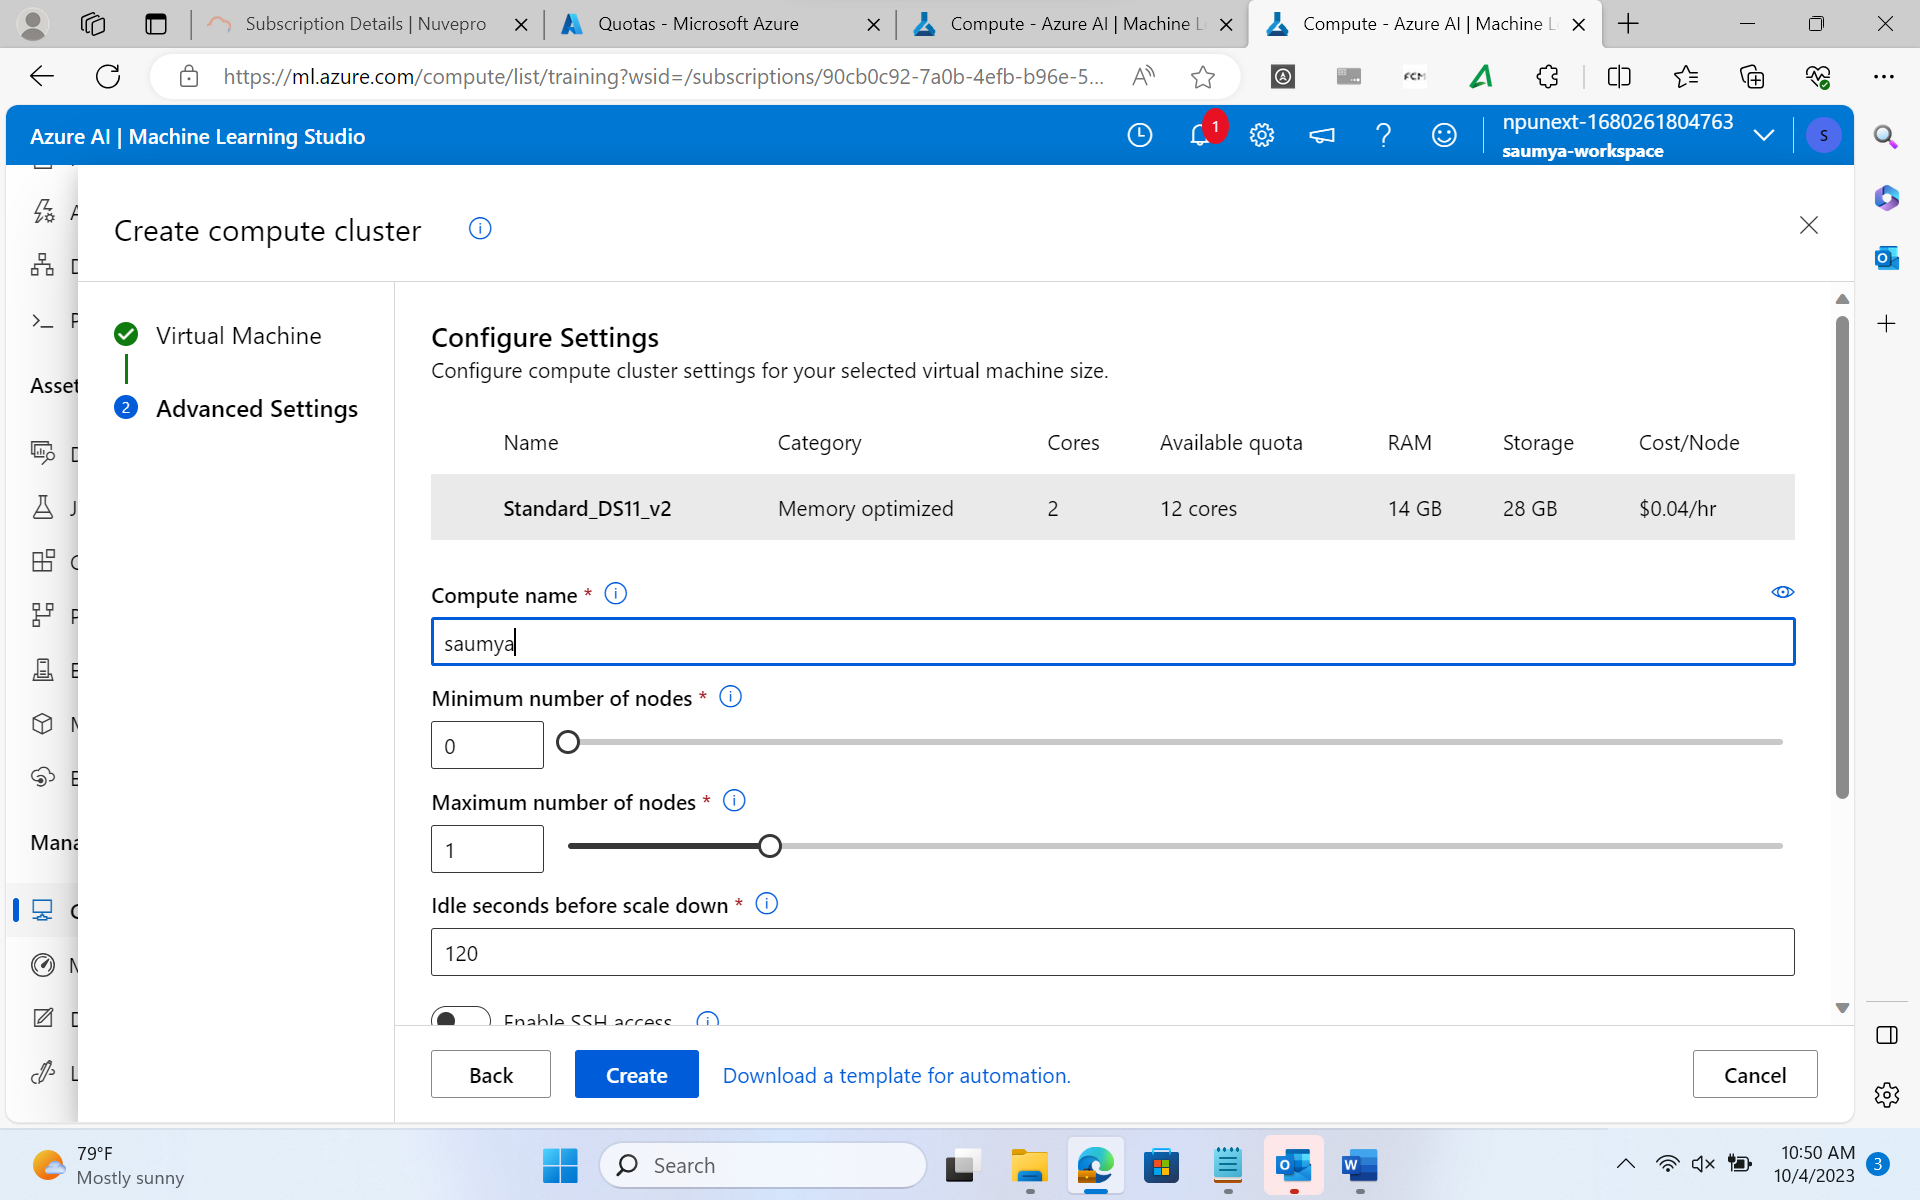 Subscription Details | Nuvepro
Quotas - Microsoft Azure
Compute - Azure AI | Machine L
Compute - Azure AI | Machine L
https://ml.azure.com/compute/list/training?wsid=/subscriptions/90cb0c92-7a0b-4efb-b96e-5...
FCM
Azure AI | Machine Learning Studio
1
npunext-1680261804763
saumya-workspace
S
Create compute cluster
Asset
Mana
Virtual Machine
2 Advanced Settings
Configure Settings
Configure compute cluster settings for your selected virtual machine size.
Name Category Cores Available quota RAM Storage Cost/Node
Standard_DS11_v2 Memory optimized 2 12 cores 14 GB 28 GB $0.04/hr
Compute name *
saumya
Minimum number of nodes *
0
Maximum number of nodes *
1
Idle seconds before scale down *
120
Enable SSH access
Back
Create
Download a template for automation.
Cancel
79°F
Mostly sunny
Search
10:50 AM
10/4/2023
3